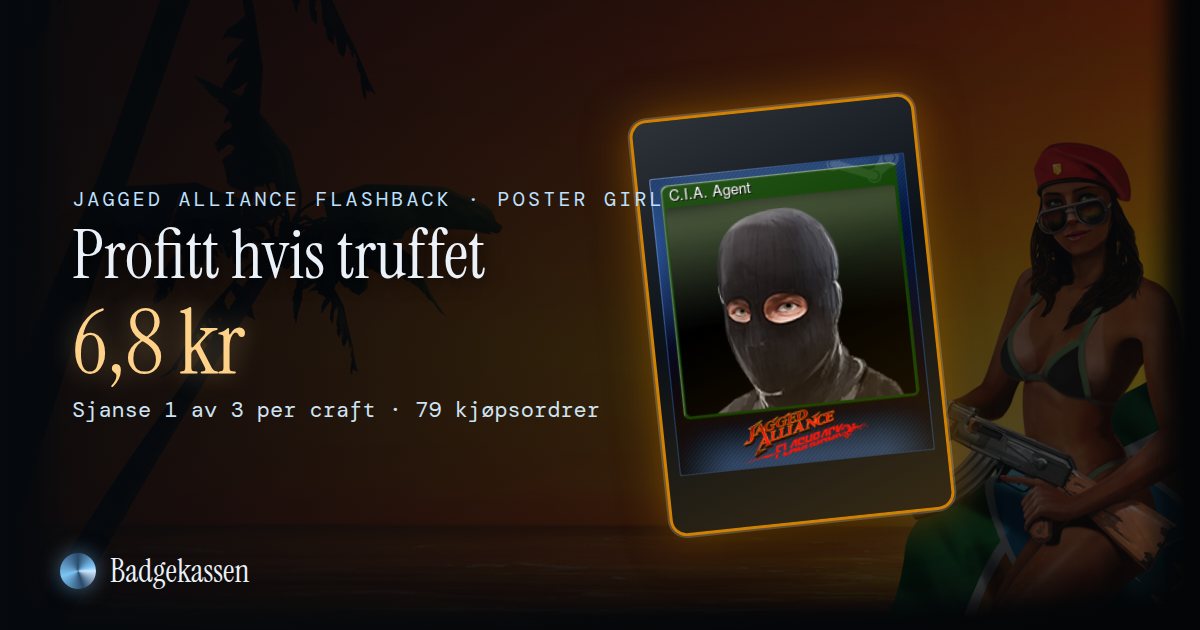 JAGGED ALLIANCE FLASHBACK · POSTER GIRL
Profitt hvis truffet
6,8 kr
Sjanse 1 av 3 per craft · 79 kjøpsordrer
C.I.A. Agent
JAGGED
ALLIANCE
FLASHBACK
Badgekassen